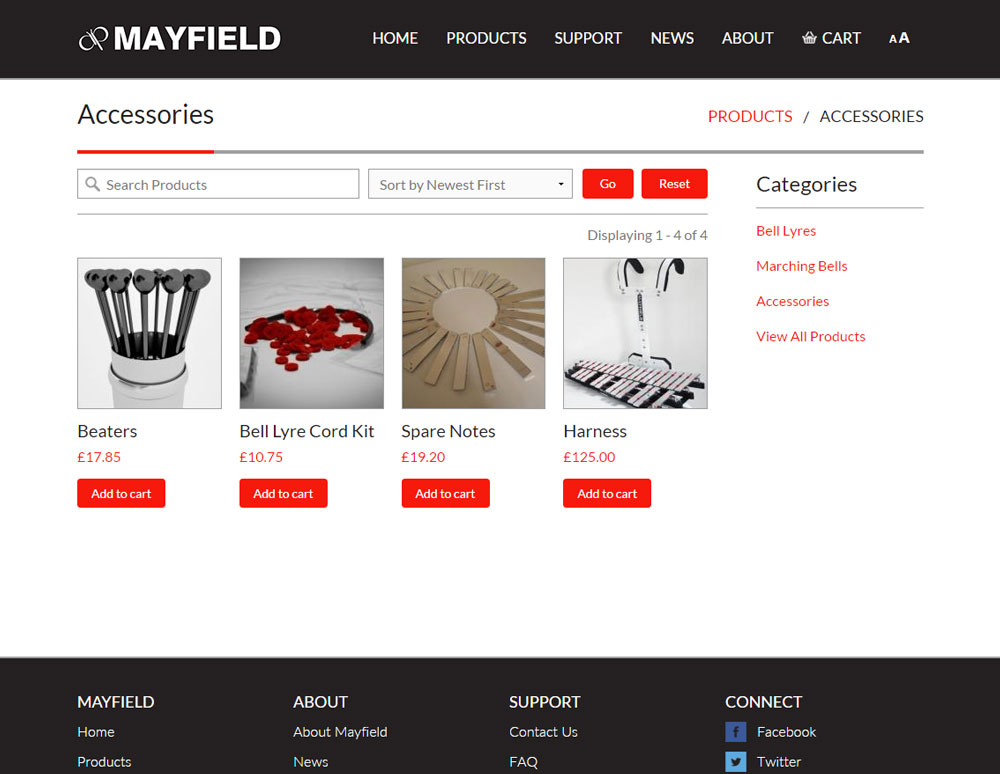 MAYFIELD
HOME PRODUCTS SUPPORT NEWS ABOUT CART AA
Accessories
PRODUCTS / ACCESSORIES
Search Products
Sort by Newest First
Go
Reset
Displaying 1 - 4 of 4
Beaters
£17.85
Add to cart
Bell Lyre Cord Kit
£10.75
Add to cart
Spare Notes
£19.20
Add to cart
Harness
£125.00
Add to cart
Categories
Bell Lyres
Marching Bells
Accessories
View All Products
MAYFIELD
Home
Products
ABOUT
About Mayfield
News
SUPPORT
Contact Us
FAQ
CONNECT
Facebook
Twitter